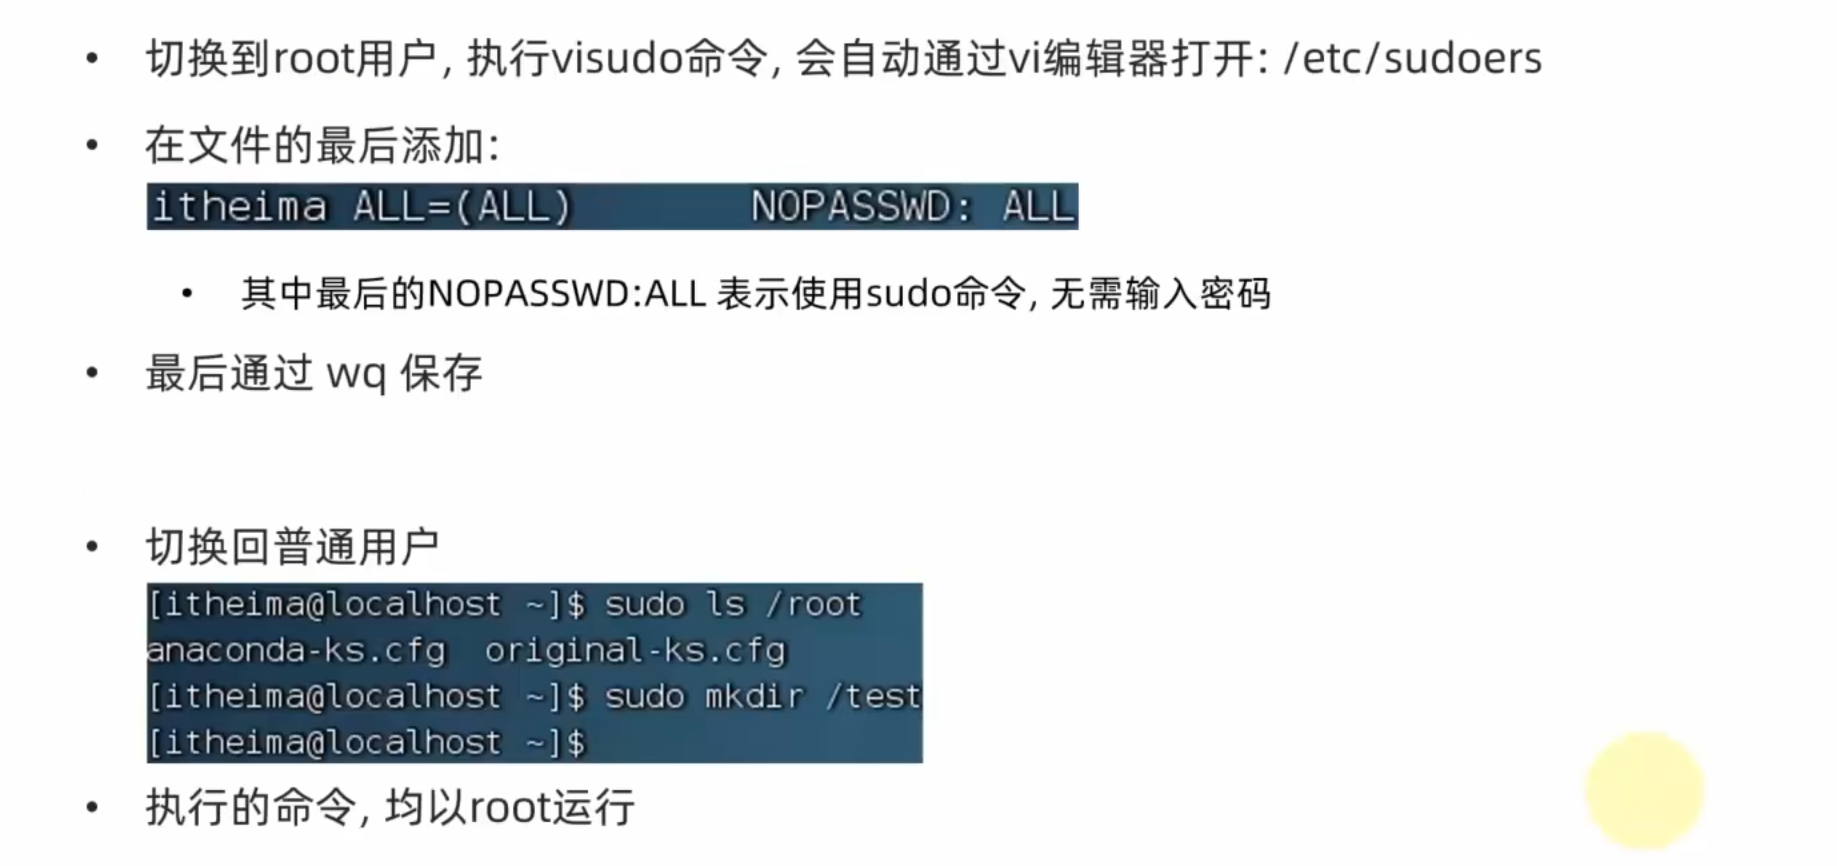 • 切换到root用户, 执行visudo命令, 会自动通过vi编辑器打开: /etc/sudoers
• 在文件的最后添加:
itheima ALL=(ALL)       NOPASSWD: ALL
• 其中最后的NOPASSWD:ALL 表示使用sudo命令, 无需输入密码
• 最后通过 wq 保存
• 切换回普通用户
[itheima@localhost ~]$ sudo ls /root
anaconda-ks.cfg  original-ks.cfg
[itheima@localhost ~]$ sudo mkdir /test
[itheima@localhost ~]$
• 执行的命令, 均以root运行